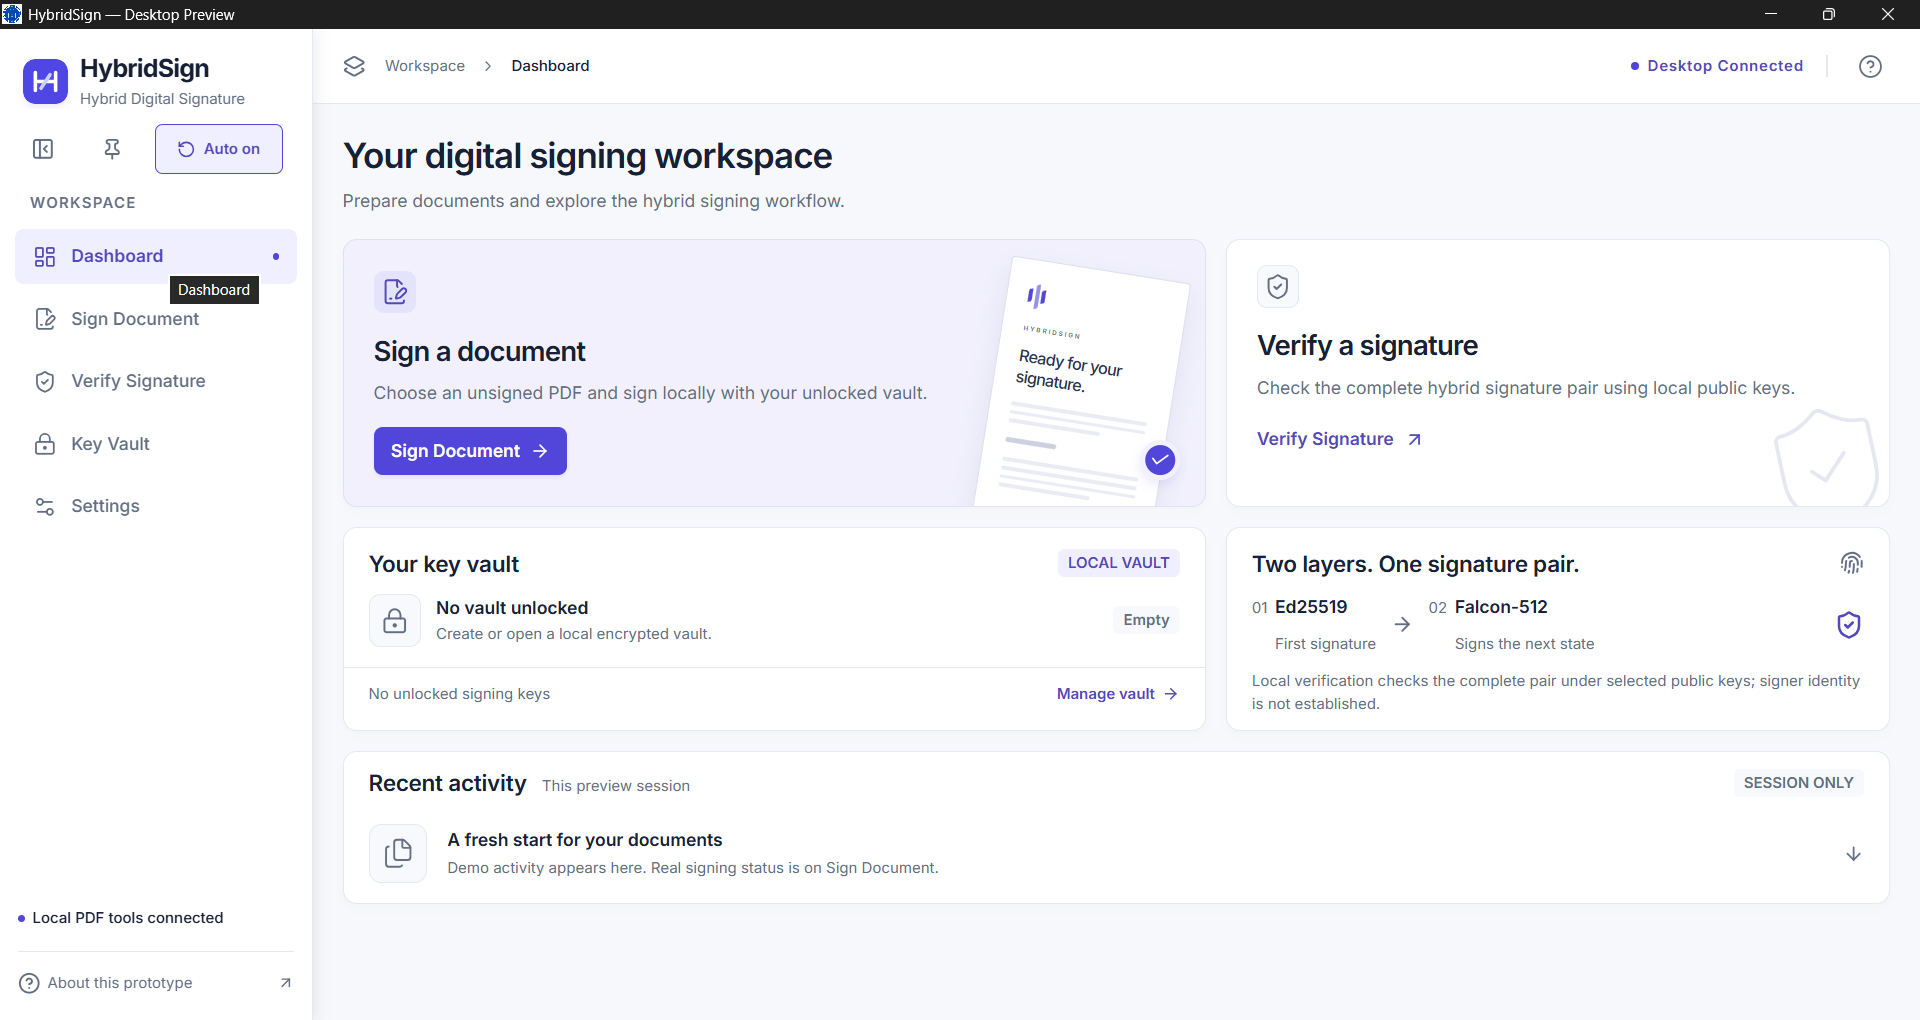 HybridSign — Desktop Preview
HybridSign
Hybrid Digital Signature
Auto on
WORKSPACE
Dashboard
Dashboard
Sign Document
Verify Signature
Key Vault
Settings
Local PDF tools connected
About this prototype
Workspace > Dashboard
Desktop Connected
Your digital signing workspace
Prepare documents and explore the hybrid signing workflow.
Sign a document
Choose an unsigned PDF and sign locally with your unlocked vault.
Sign Document →
HYBRIDSIGN
Ready for your
signature.
Verify a signature
Check the complete hybrid signature pair using local public keys.
Verify Signature ↗
Your key vault
LOCAL VAULT
No vault unlocked
Create or open a local encrypted vault.
Empty
No unlocked signing keys
Manage vault →
Two layers. One signature pair.
01 Ed25519 → 02 Falcon-512
First signature Signs the next state
Local verification checks the complete pair under selected public keys; signer identity
is not established.
Recent activity This preview session
SESSION ONLY
A fresh start for your documents
Demo activity appears here. Real signing status is on Sign Document.